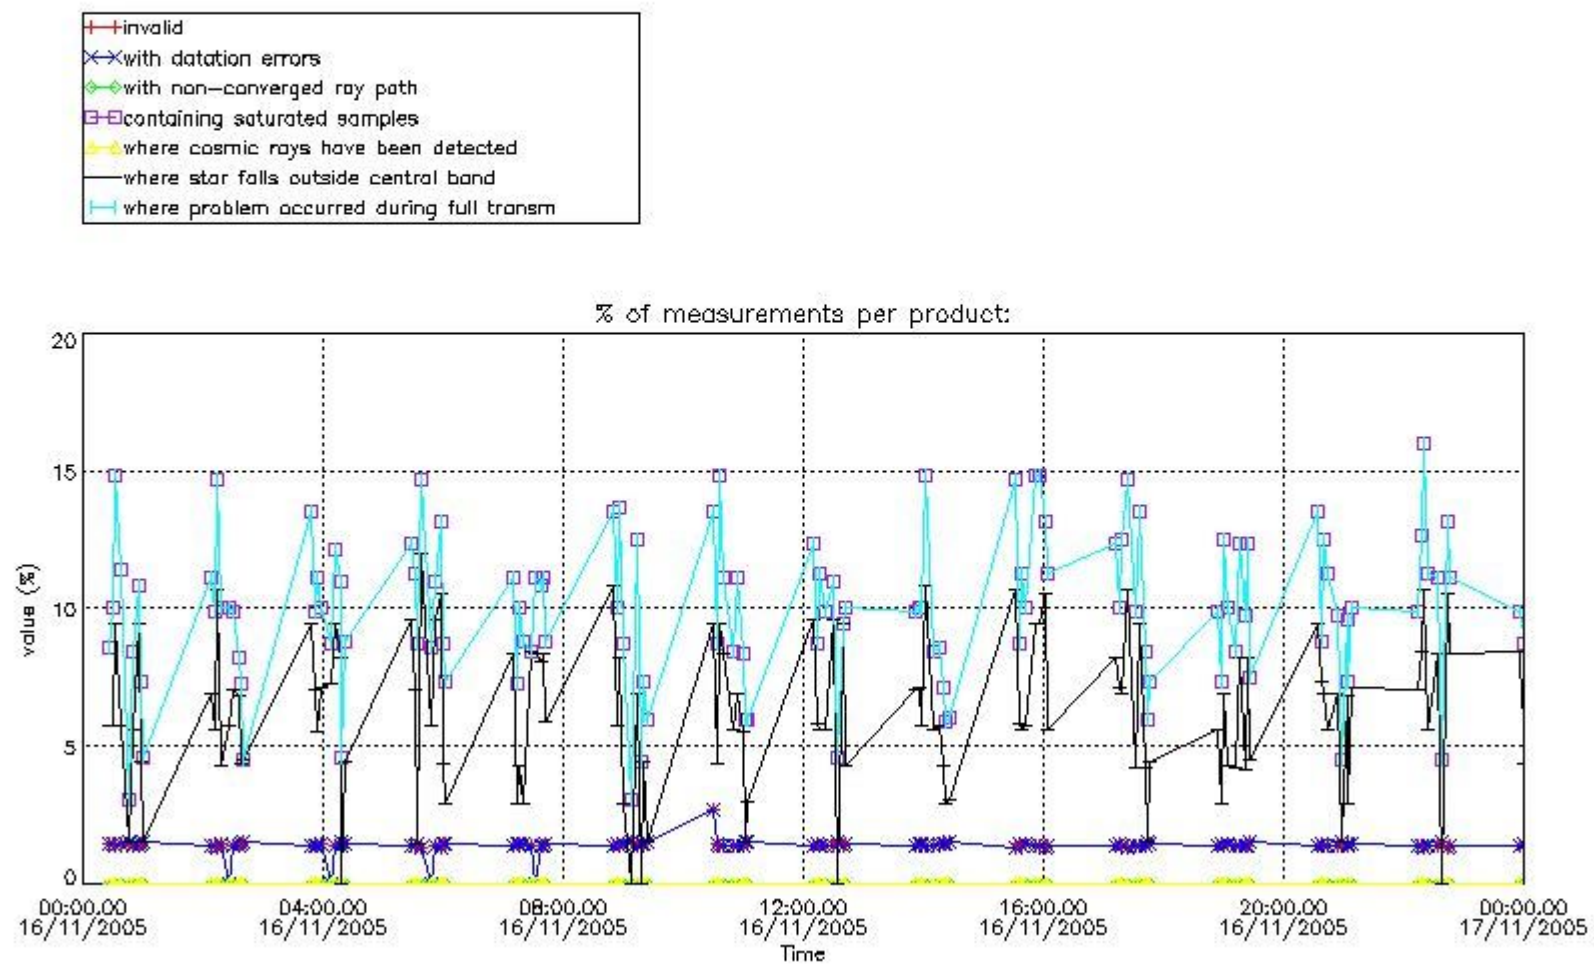 invalid
with datation errors
with non-converged ray path
containing saturated samples
where cosmic rays have been detected
where star falls outside central band
where problem occurred during full transm
% of measurements per product:
20
15
10
5
0
value (%)
00:00:00 04:00:00 08:00:00 12:00:00 16:00:00 20:00:00 00:00:00
16/11/2005 16/11/2005 16/11/2005 16/11/2005 16/11/2005 16/11/2005 17/11/2005
Time